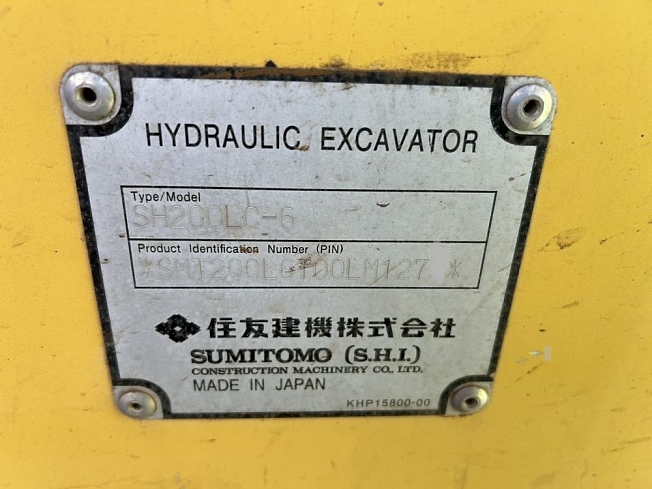 HYDRAULIC EXCAVATOR
Type/Model
SH200LC-6
Product Identification Number (PIN)
住友建機株式会社
SUMITOMO (S.H.I.)
CONSTRUCTION MACHINERY CO., LTD.
MADE IN JAPAN
KHP15800-00